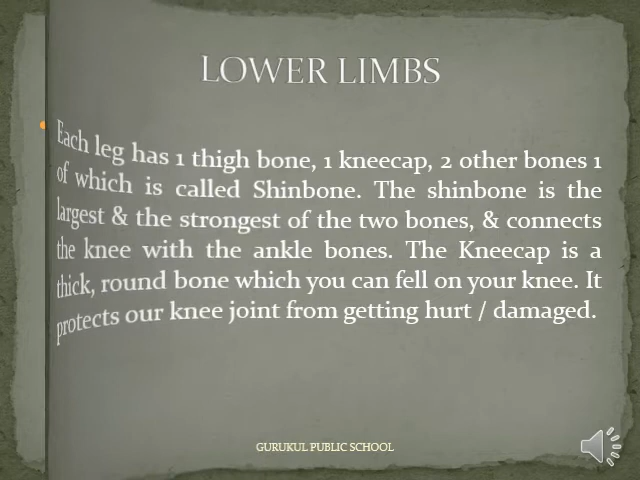 LOWER LIMBS
Each leg has 1 thigh bone, 1 kneecap, 2 other bones 1
of which is called Shinbone. The shinbone is the
largest & the strongest of the two bones, & connects
the knee with the ankle bones. The Kneecap is a
thick, round bone which you can fell on your knee. It
protects our knee joint from getting hurt / damaged.
GURUKUL PUBLIC SCHOOL